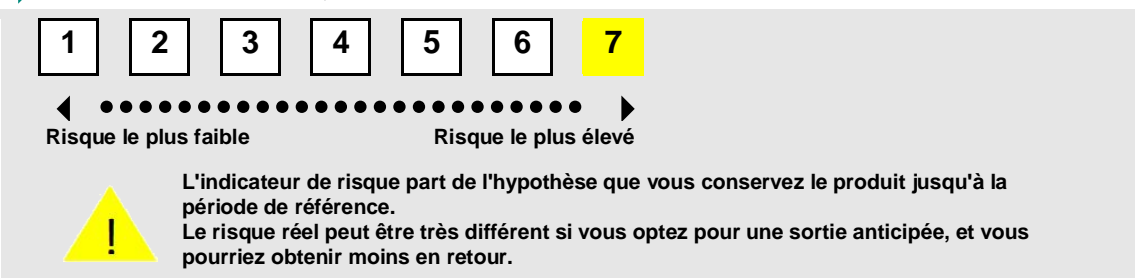 1 2 3 4 5 6 7
Risque le plus faible Risque le plus élevé
L'indicateur de risque part de l'hypothèse que vous conservez le produit jusqu'à la
période de référence.
! Le risque réel peut être très différent si vous optez pour une sortie anticipée, et vous
pourriez obtenir moins en retour.